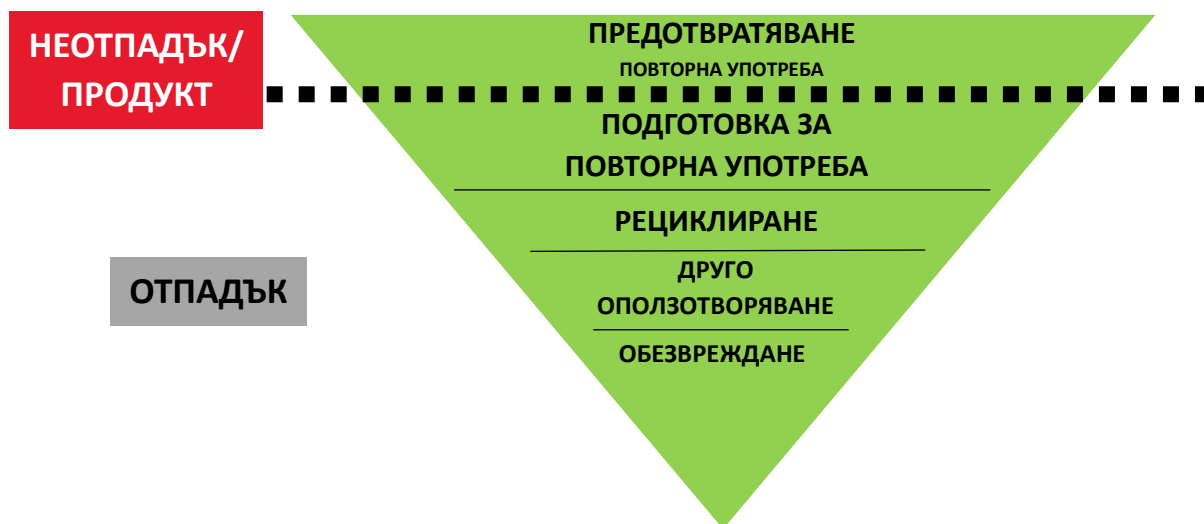 НЕОТПАДЪК/
ПРОДУКТ
ПРЕДОТВРАТЯВАНЕ
ПОВТОРНА УПОТРЕБА
ПОДГОТОВКА ЗА
ПОВТОРНА УПОТРЕБА
РЕЦИКЛИРАНЕ
ОТПАДЪК
ДРУГО
ОПОЛЗОТВОРЯВАНЕ
ОБЕЗВРЕЖДАНЕ